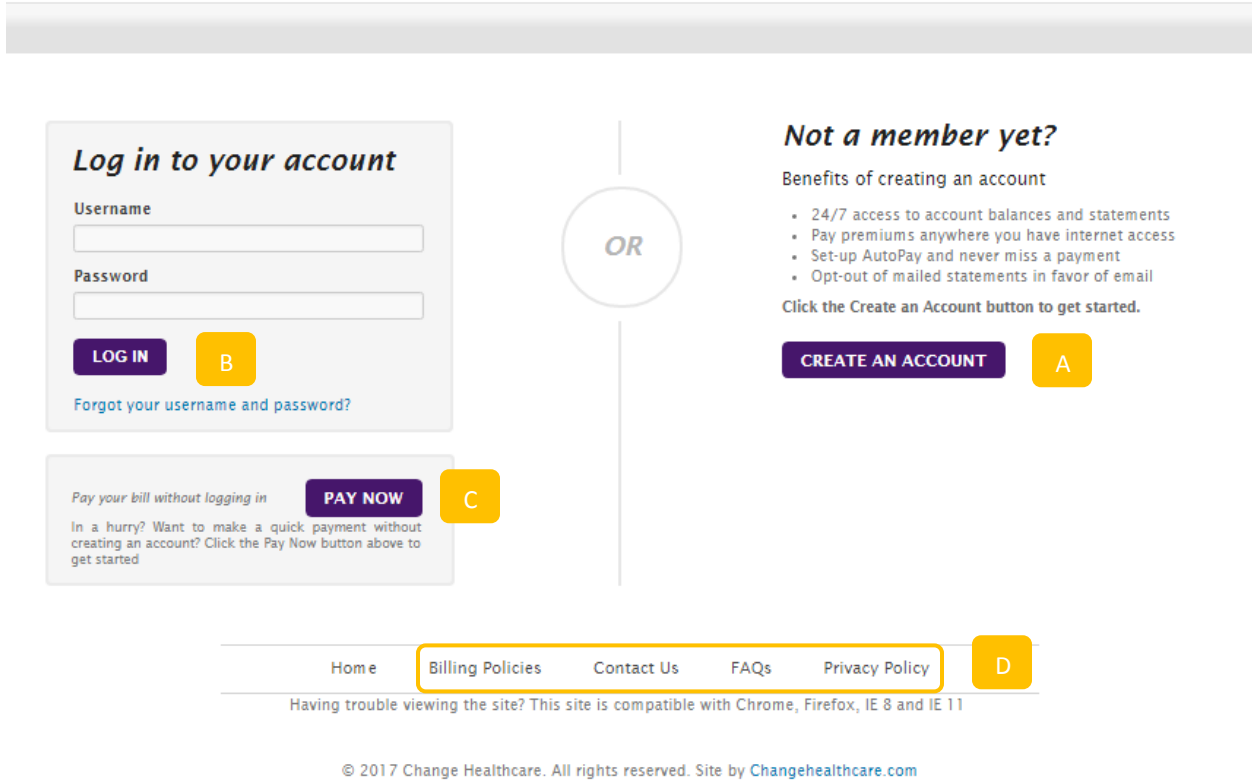 Log in to your account
Username
Password
LOG IN
B
Forgot your username and password?
Pay your bill without logging in
PAY NOW
C
In a hurry? Want to make a quick payment without
creating an account? Click the Pay Now button above to
get started
OR
Not a member yet?
Benefits of creating an account
• 24/7 access to account balances and statements
• Pay premiums anywhere you have internet access
• Set-up AutoPay and never miss a payment
• Opt-out of mailed statements in favor of email
Click the Create an Account button to get started.
CREATE AN ACCOUNT
A
Home Billing Policies Contact Us FAQs Privacy Policy
D
Having trouble viewing the site? This site is compatible with Chrome, Firefox, IE 8 and IE 11
© 2017 Change Healthcare. All rights reserved. Site by Changehealthcare.com